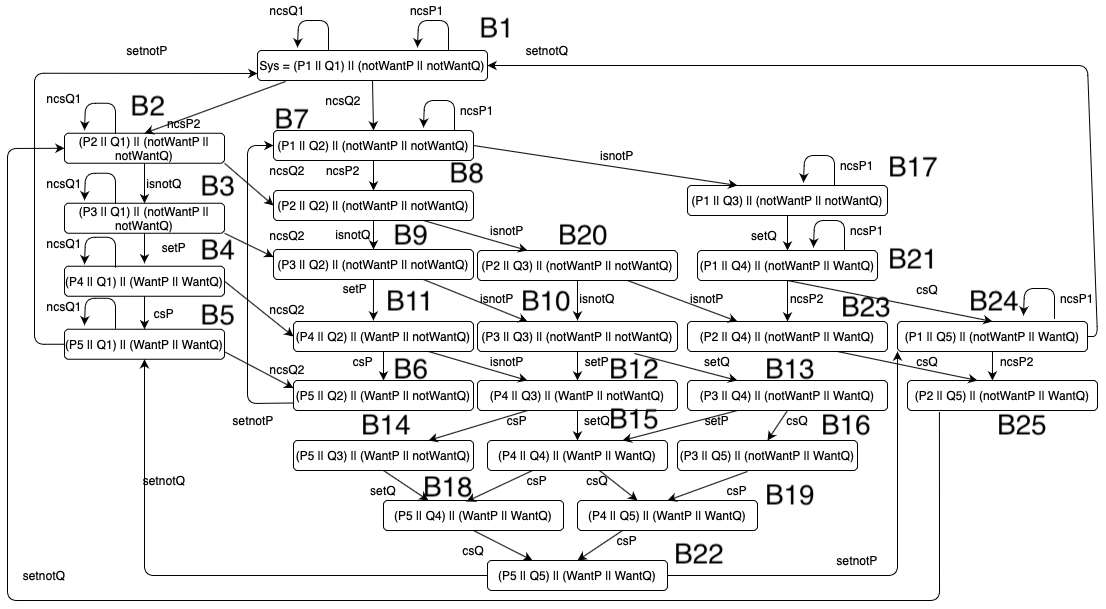 ncsQ1
ncsP1
B1
setnotP
setnotQ
Sys = (P1 || Q1) || (notWantP || notWantQ)
ncsQ1
B2
ncsP2
ncsQ2
B7
ncsP1
(P2 || Q1) || (notWantP ||
notWantQ)
(P1 || Q2) || (notWantP || notWantQ)
isnotP
ncsQ1
isnotQ
B3
ncsQ2
ncsP2
B8
ncsP1
B17
(P3 || Q1) || (notWantP ||
notWantQ)
(P2 || Q2) || (notWantP || notWantQ)
(P1 || Q3) || (notWantP || notWantQ)
ncsQ1
setP
B4
ncsQ2
isnotQ
B9
isnotP
B20
setQ
ncsP1
B21
(P4 || Q1) || (WantP || WantQ)
(P3 || Q2) || (notWantP || notWantQ)
(P2 || Q3) || (notWantP || notWantQ)
(P1 || Q4) || (notWantP || WantQ)
ncsQ1
csP
B5
ncsQ2
setP
B11
isnotP
B10
isnotQ
isnotP
ncsP2
B23
csQ
B24
ncsP1
(P5 || Q1) || (WantP || WantQ)
(P4 || Q2) || (WantP || notWantQ)
(P3 || Q3) || (notWantP || notWantQ)
(P2 || Q4) || (notWantP || WantQ)
(P1 || Q5) || (notWantP || WantQ)
ncsQ2
csP
B6
isnotP
setP
B12
setQ
B13
csQ
ncsP2
(P5 || Q2) || (WantP || notWantQ)
(P4 || Q3) || (WantP || notWantQ)
(P3 || Q4) || (notWantP || WantQ)
(P2 || Q5) || (notWantP || WantQ)
setnotP
B14
csP
setQ
B15
setP
csQ
B16
B25
(P5 || Q3) || (WantP || notWantQ)
(P4 || Q4) || (WantP || WantQ)
(P3 || Q5) || (notWantP || WantQ)
setnotQ
setQ
B18
csP
csQ
csP
B19
(P5 || Q4) || (WantP || WantQ)
(P4 || Q5) || (WantP || WantQ)
csQ
csP
B22
setnotQ
(P5 || Q5) || (WantP || WantQ)
setnotP